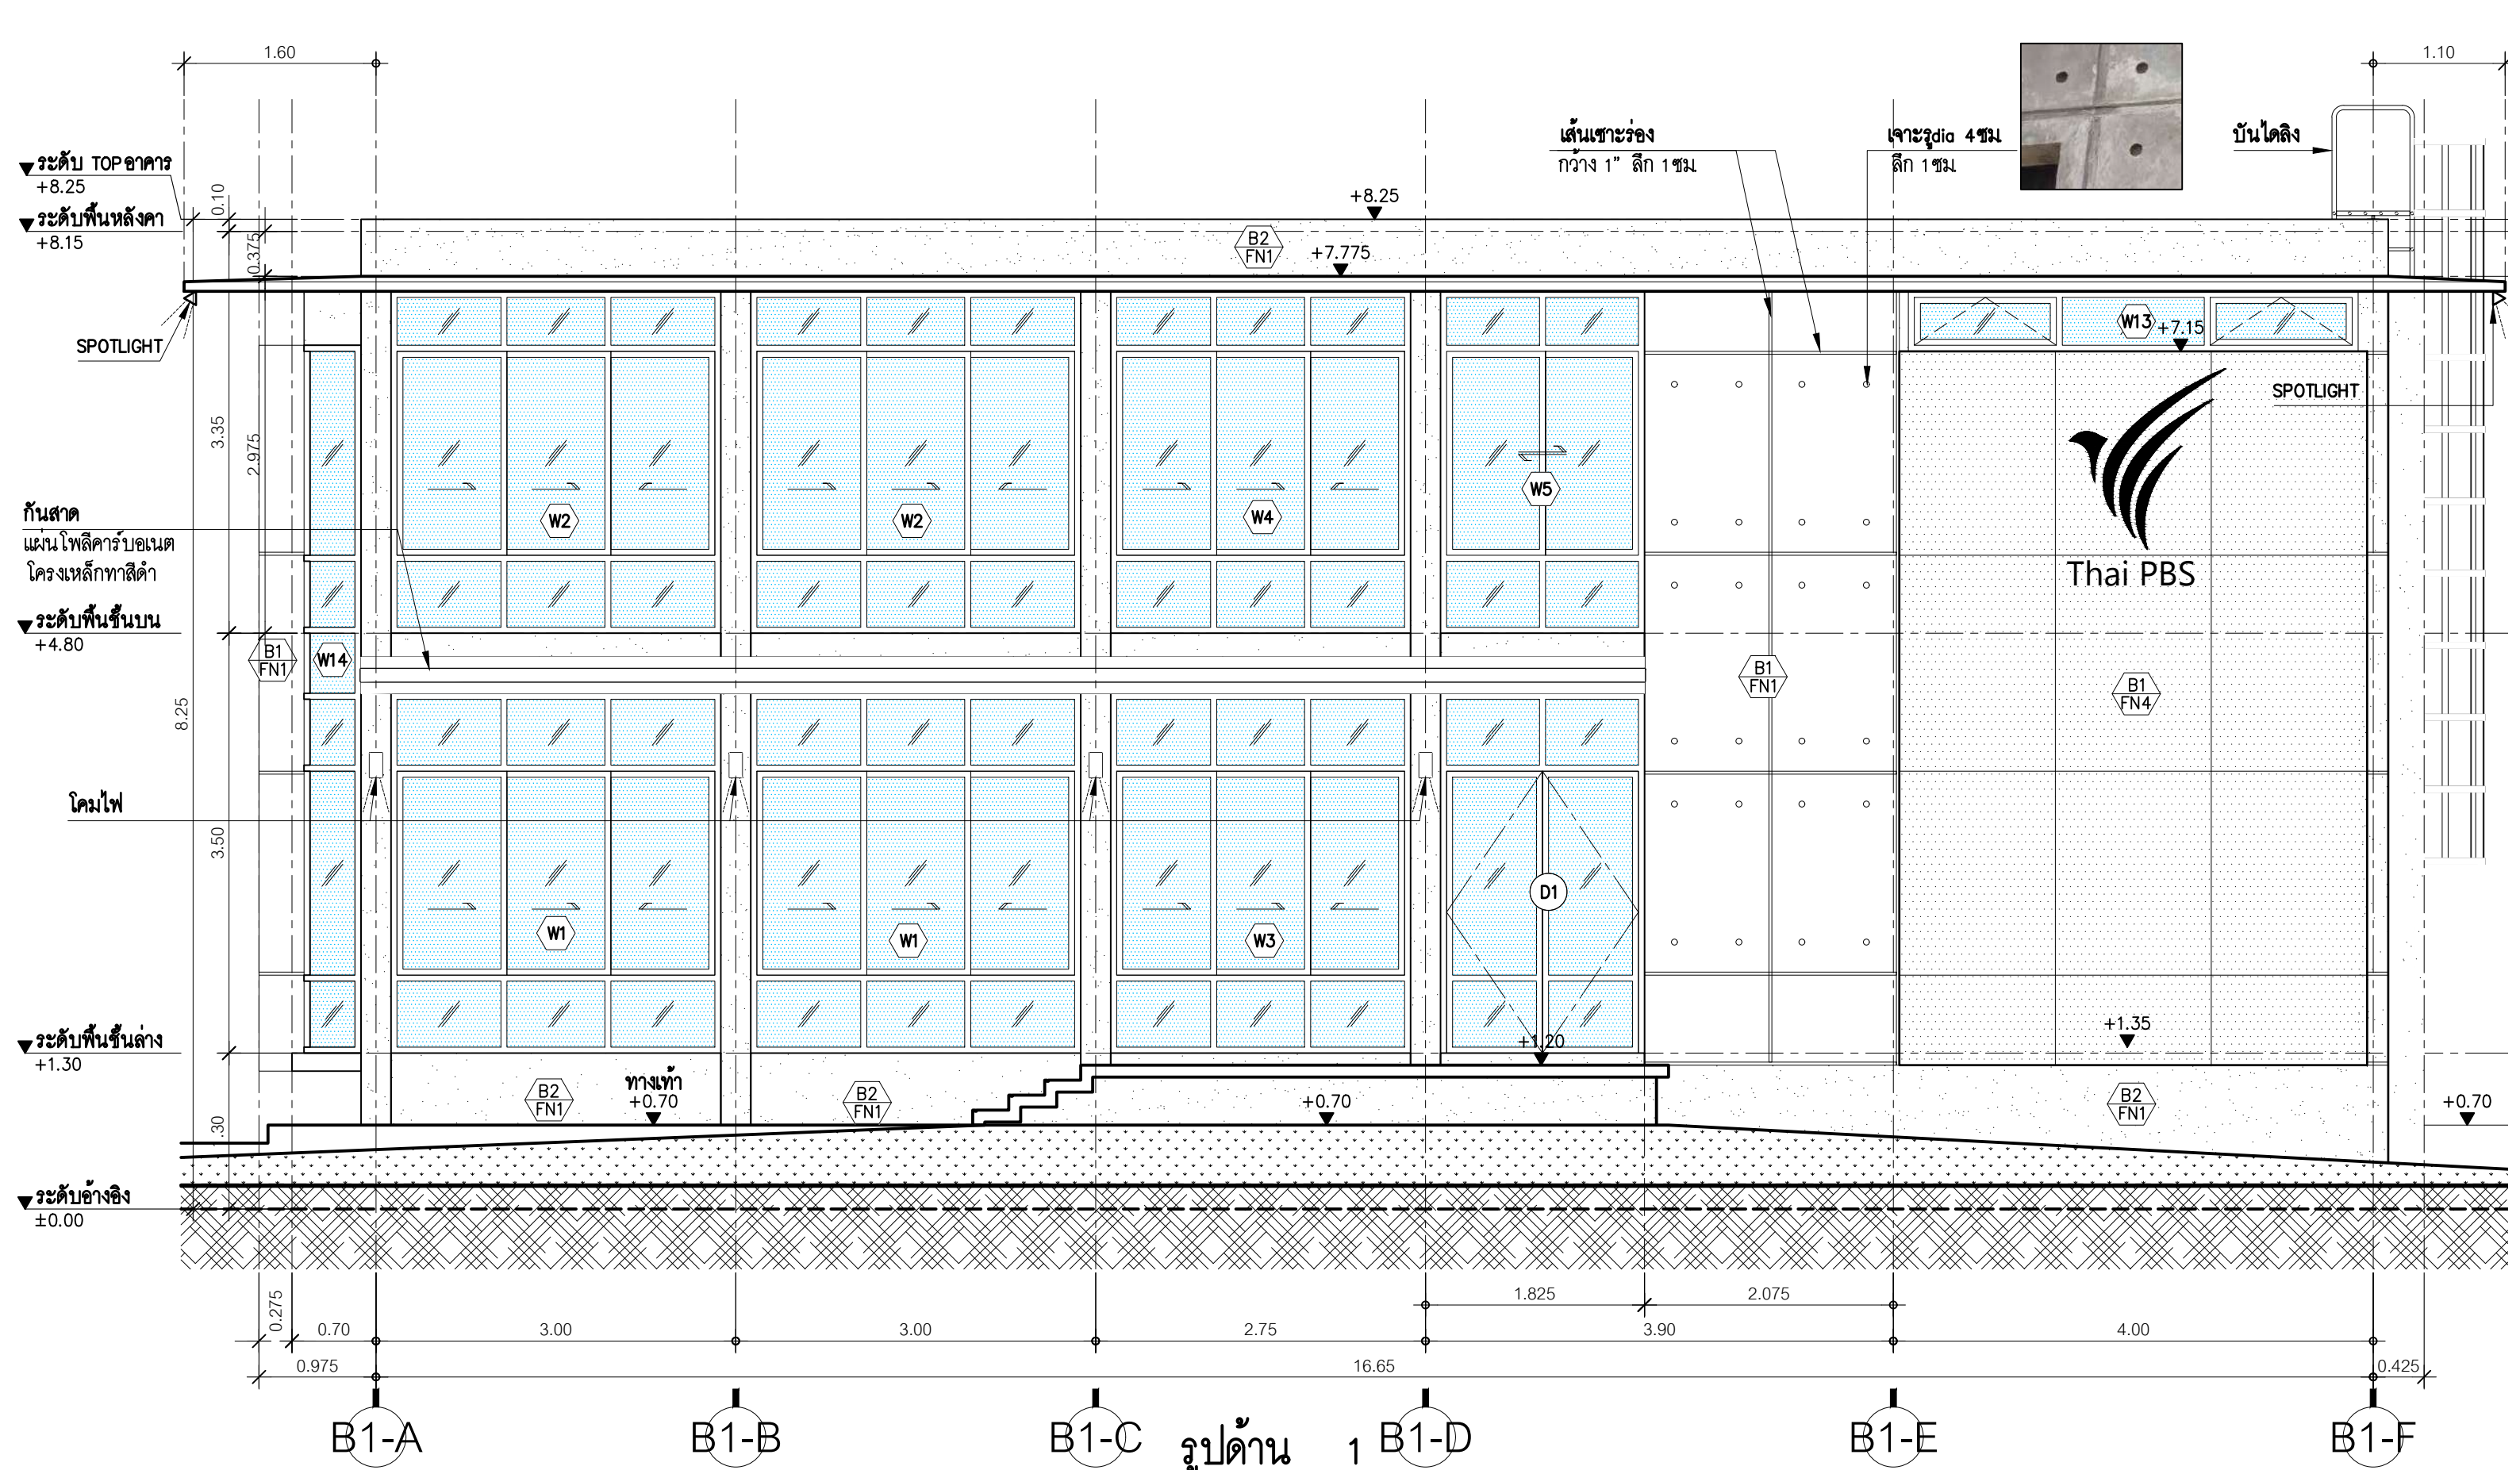 1.60
1.10
เส้นเซาะร่อง
กว้าง 1" ลึก 1ซม.
เจาะรูdia 4ซม.
ลึก 1ซม.
บันไดลิง
ระดับ TOPอาคาร
+8.25
ระดับพื้นหลังคา
+8.15
0.10
0.375
+8.25
B2
FN1
+7.775
SPOTLIGHT
W13
+7.15
SPOTLIGHT
3.35
2.975
W2
W2
W4
W5
Thai PBS
กันสาด
แผ่นโพลีคาร์บอเนต
โครงเหล็กทาสีดำ
ระดับพื้นชั้นบน
+4.80
B1
FN1
W14
B1
FN1
B1
FN4
8.25
โคมไฟ
3.50
D1
W1
W1
W3
ระดับพื้นชั้นล่าง
+1.30
+1.20
+1.35
ทางเท้า
+0.70
B2
FN1
B2
FN1
+0.70
B2
FN1
+0.70
.30
ระดับอ้างอิง
±0.00
1.825
2.075
0.275
0.70
3.00
3.00
2.75
3.90
4.00
0.975
16.65
0.425
B1-A
B1-B
B1-C
รูปด้าน 1
B1-D
B1-E
B1-F